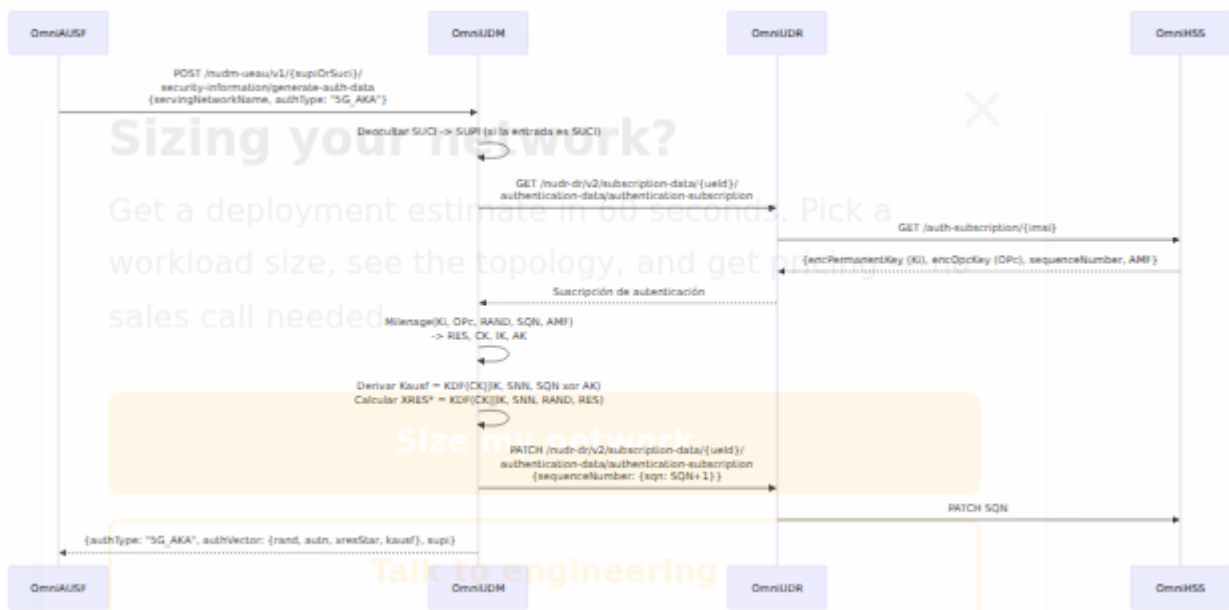 OmniAUSF OmniUDM OmniUDR OmniHSS
POST /nudm-ueau/v1/{supiOrSuci}/
security-information/generate-auth-data
{servingNetworkName, authType: "5G_AKA"}
Desocultar SUCI -> SUPI (si la entrada es SUCI)
Sizing your network?
GET /nudr-dr/v2/subscription-data/{ueId}/
authentication-data/authentication-subscription
Get a deployment estimate in 60 seconds. Pick a
GET /auth-subscription/{imsi}
workload size, see the topology, and get pricing — no
{encPermanentKey (Ki), encOpcKey (OPc), sequenceNumber, AMF}
Suscripción de autenticación
sales call needed.
Milenage(Ki, OPc, RAND, SQN, AMF)
-> RES, CK, IK, AK
Derivar Kausf = KDF(CK||IK, SNN, SQN xor AK)
Calcular XRES* = KDF(CK||IK, SNN, RAND, RES)
Size my network
PATCH /nudr-dr/v2/subscription-data/{ueId}/
authentication-data/authentication-subscription
{sequenceNumber: {sqn: SQN+1}}
PATCH SQN
{authType: "5G_AKA", authVector: {rand, autn, xresStar, kausf}, supi}
Talk to engineering
OmniAUSF OmniUDM OmniUDR OmniHSS